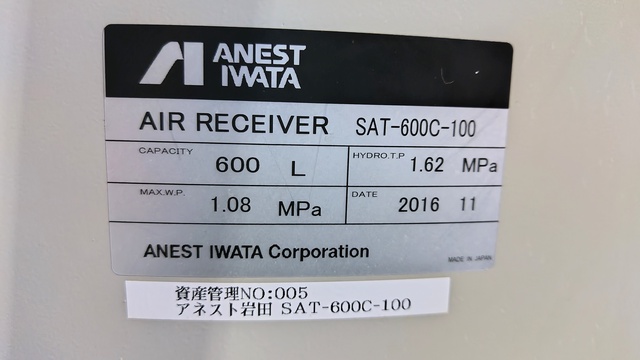 ANEST
IWATA
AIR RECEIVER SAT-600C-100
CAPACITY 600 L HYDRO.T.P 1.62 MPa
MAX.W.P. 1.08 MPa DATE 2016 11
ANEST IWATA Corporation MADE IN JAPAN
資産管理NO:005
アネスト岩田 SAT-600C-100